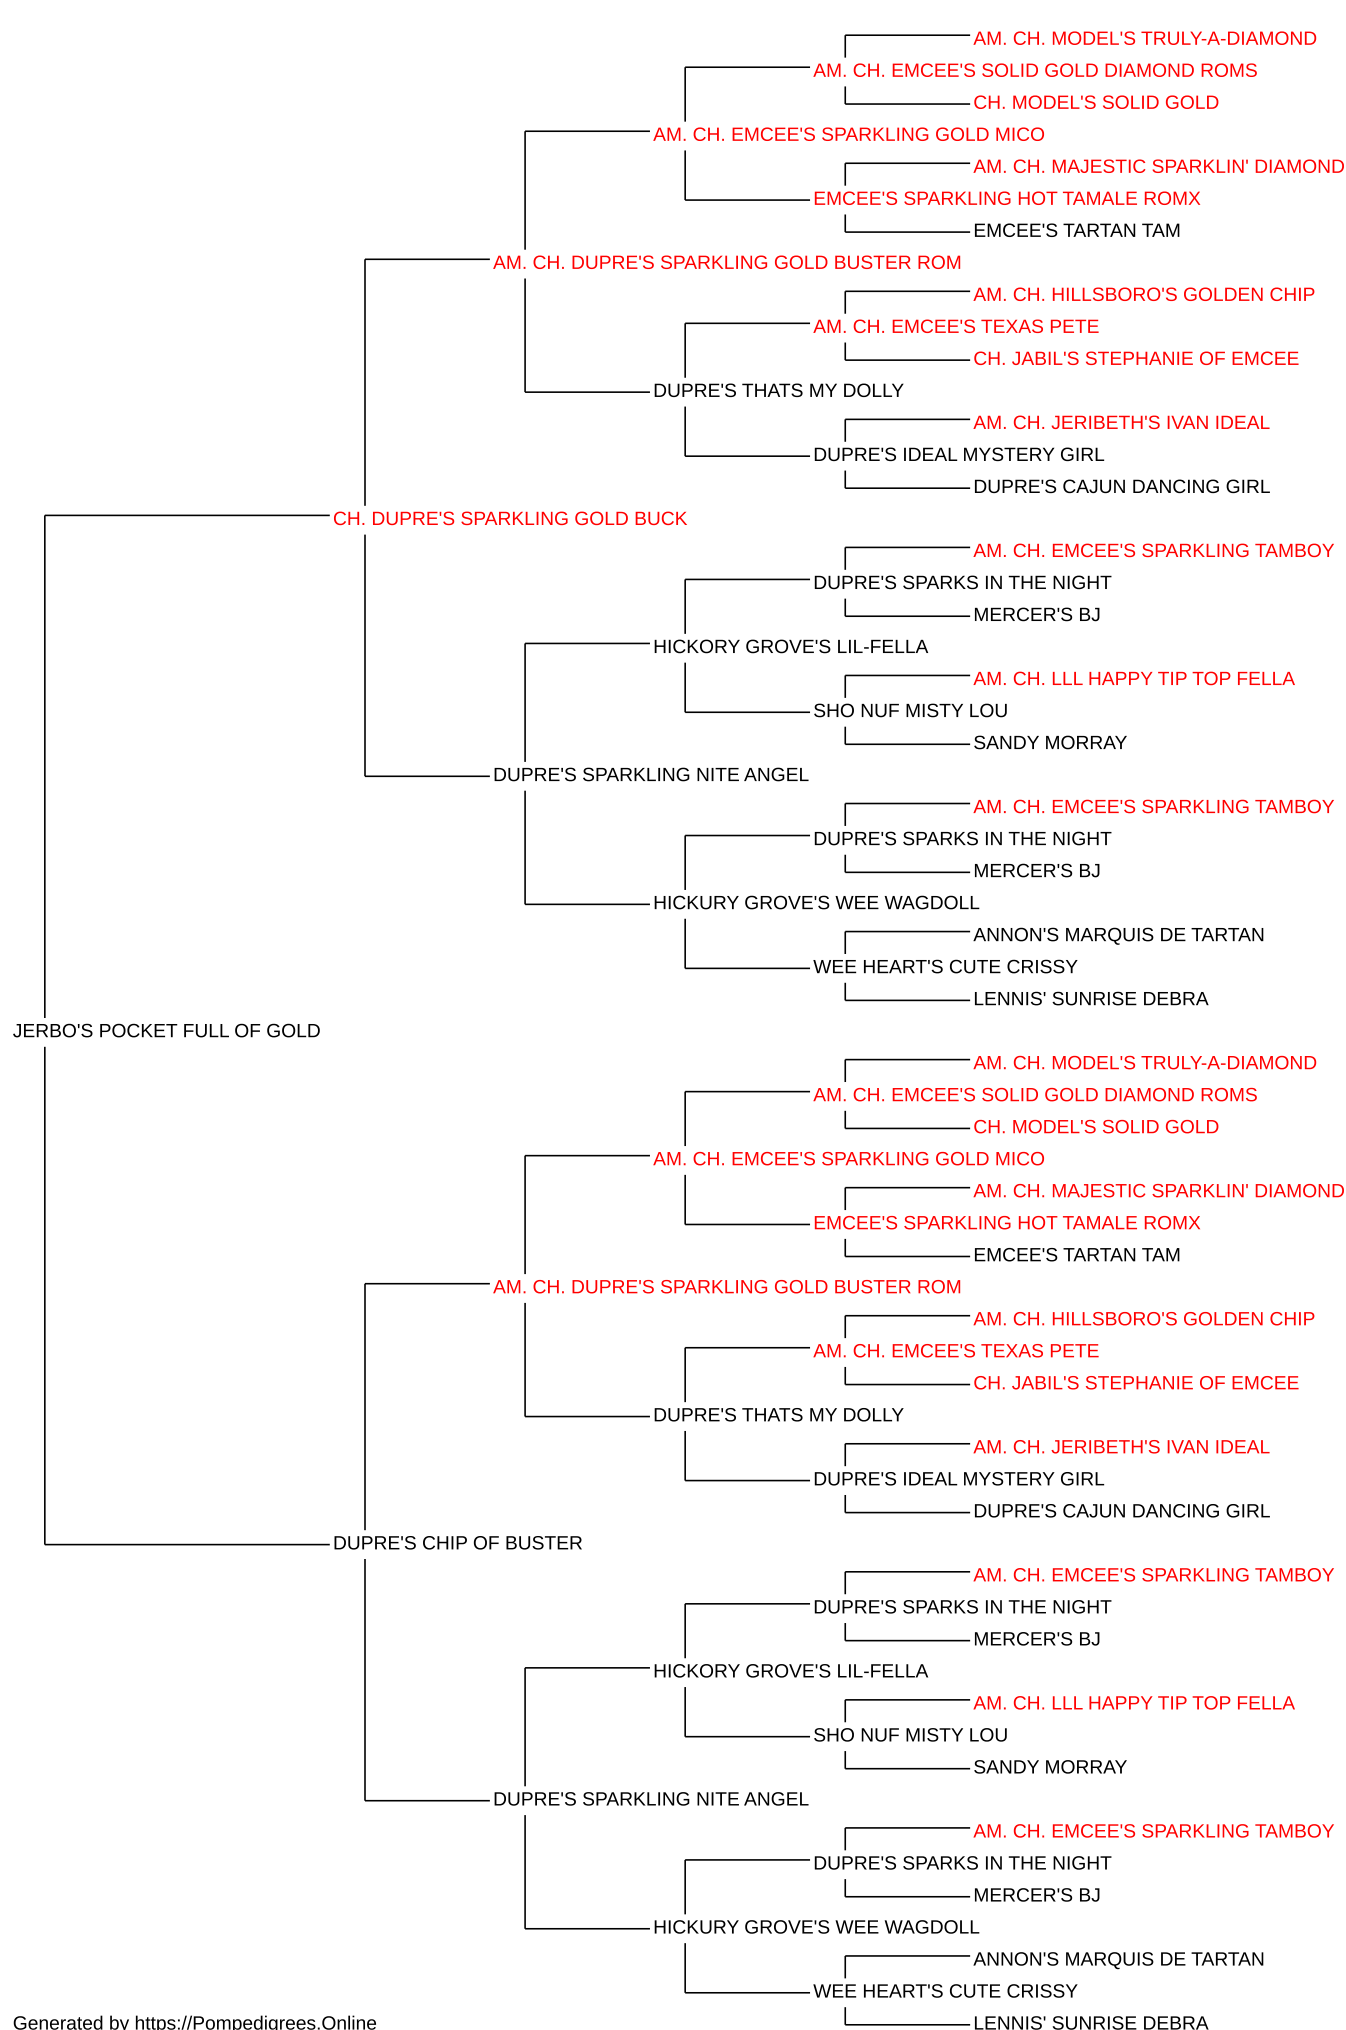 AM. CH. MODEL'S TRULY-A-DIAMOND
AM. CH. EMCEE'S SOLID GOLD DIAMOND ROMS
CH. MODEL'S SOLID GOLD
AM. CH. EMCEE'S SPARKLING GOLD MICO
AM. CH. MAJESTIC SPARKLIN' DIAMOND
EMCEE'S SPARKLING HOT TAMALE ROMX
EMCEE'S TARTAN TAM
AM. CH. DUPRE'S SPARKLING GOLD BUSTER ROM
AM. CH. HILLSBORO'S GOLDEN CHIP
AM. CH. EMCEE'S TEXAS PETE
CH. JABIL'S STEPHANIE OF EMCEE
DUPRE'S THATS MY DOLLY
AM. CH. JERIBETH'S IVAN IDEAL
DUPRE'S IDEAL MYSTERY GIRL
DUPRE'S CAJUN DANCING GIRL
CH. DUPRE'S SPARKLING GOLD BUCK
AM. CH. EMCEE'S SPARKLING TAMBOY
DUPRE'S SPARKS IN THE NIGHT
MERCER'S BJ
HICKORY GROVE'S LIL-FELLA
AM. CH. LLL HAPPY TIP TOP FELLA
SHO NUF MISTY LOU
SANDY MORRAY
DUPRE'S SPARKLING NITE ANGEL
AM. CH. EMCEE'S SPARKLING TAMBOY
DUPRE'S SPARKS IN THE NIGHT
MERCER'S BJ
HICKURY GROVE'S WEE WAGDOLL
ANNON'S MARQUIS DE TARTAN
WEE HEART'S CUTE CRISSY
LENNIS' SUNRISE DEBRA
JERBO'S POCKET FULL OF GOLD
AM. CH. MODEL'S TRULY-A-DIAMOND
AM. CH. EMCEE'S SOLID GOLD DIAMOND ROMS
CH. MODEL'S SOLID GOLD
AM. CH. EMCEE'S SPARKLING GOLD MICO
AM. CH. MAJESTIC SPARKLIN' DIAMOND
EMCEE'S SPARKLING HOT TAMALE ROMX
EMCEE'S TARTAN TAM
AM. CH. DUPRE'S SPARKLING GOLD BUSTER ROM
AM. CH. HILLSBORO'S GOLDEN CHIP
AM. CH. EMCEE'S TEXAS PETE
CH. JABIL'S STEPHANIE OF EMCEE
DUPRE'S THATS MY DOLLY
AM. CH. JERIBETH'S IVAN IDEAL
DUPRE'S IDEAL MYSTERY GIRL
DUPRE'S CAJUN DANCING GIRL
DUPRE'S CHIP OF BUSTER
AM. CH. EMCEE'S SPARKLING TAMBOY
DUPRE'S SPARKS IN THE NIGHT
MERCER'S BJ
HICKORY GROVE'S LIL-FELLA
AM. CH. LLL HAPPY TIP TOP FELLA
SHO NUF MISTY LOU
SANDY MORRAY
DUPRE'S SPARKLING NITE ANGEL
AM. CH. EMCEE'S SPARKLING TAMBOY
DUPRE'S SPARKS IN THE NIGHT
MERCER'S BJ
HICKURY GROVE'S WEE WAGDOLL
ANNON'S MARQUIS DE TARTAN
WEE HEART'S CUTE CRISSY
LENNIS' SUNRISE DEBRA
Generated by https://Pompedigrees.Online